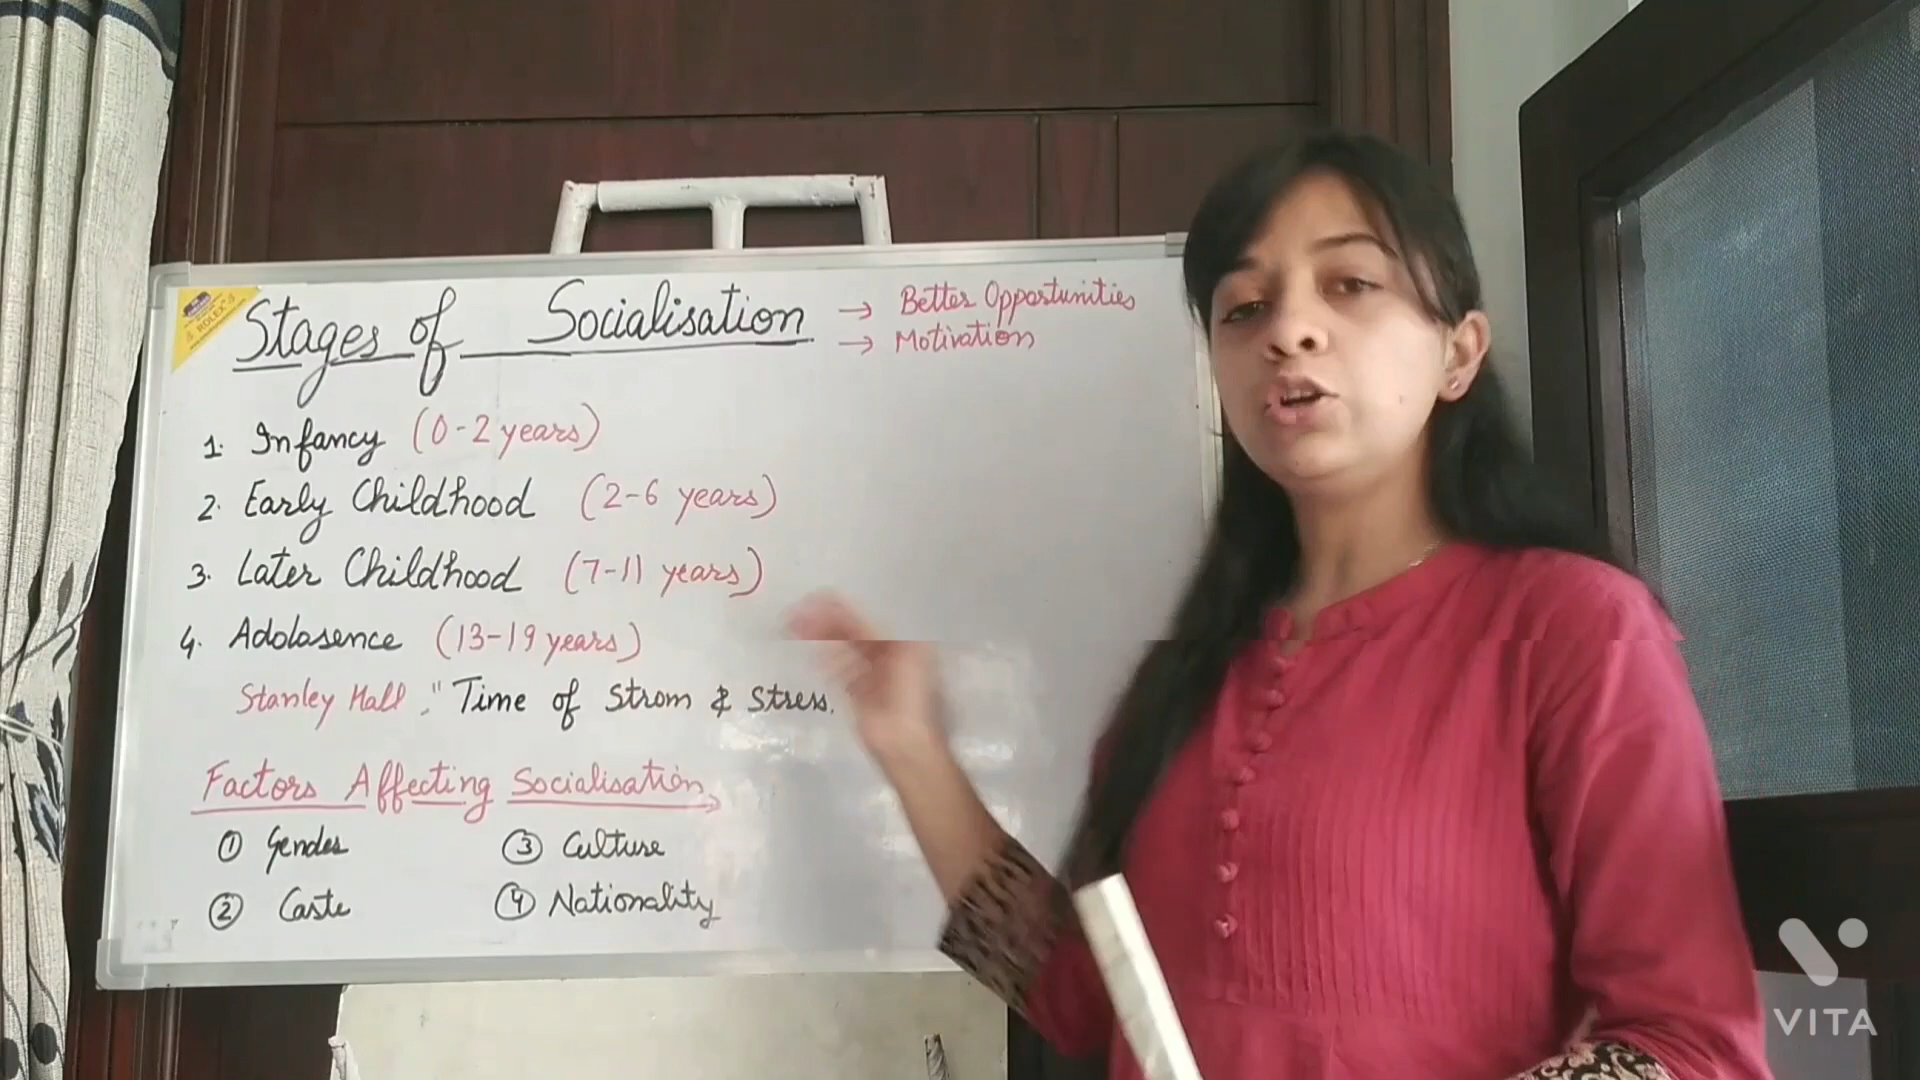 Stages of Socialisation
→ Better Opportunities
→ Motivation
1. Infancy (0-2 years)
2. Early Childhood (2-6 years)
3. Later Childhood (7-11 years)
4. Adolasence (13-19 years)
Stanley Hall, "Time of Strom & Stress.
Factors Affecting Socialisation
① Gender
③ Culture
② Caste
④ Nationality
ROLEX
VITA